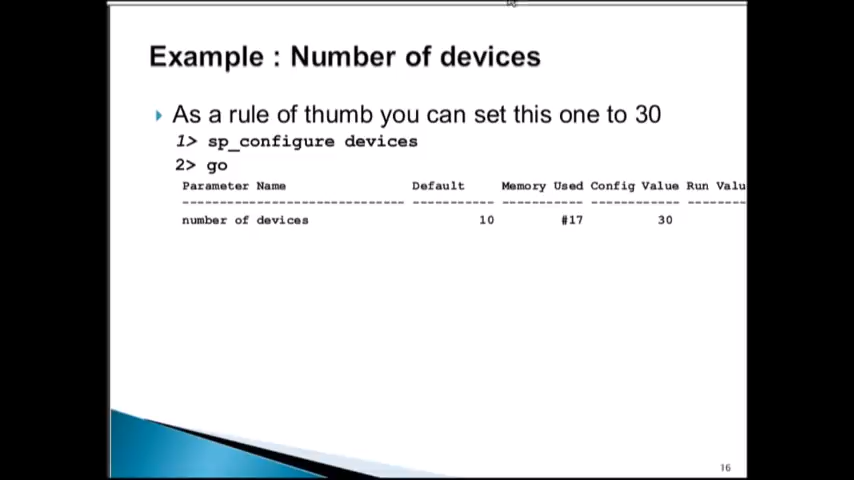 Example : Number of devices
As a rule of thumb you can set this one to 30
1> sp_configure devices
2> go
Parameter Name Default Memory Used Config Value Run Valu
------------------------------ ----------- ----------- ------------ --------
number of devices 10 #17 30
16